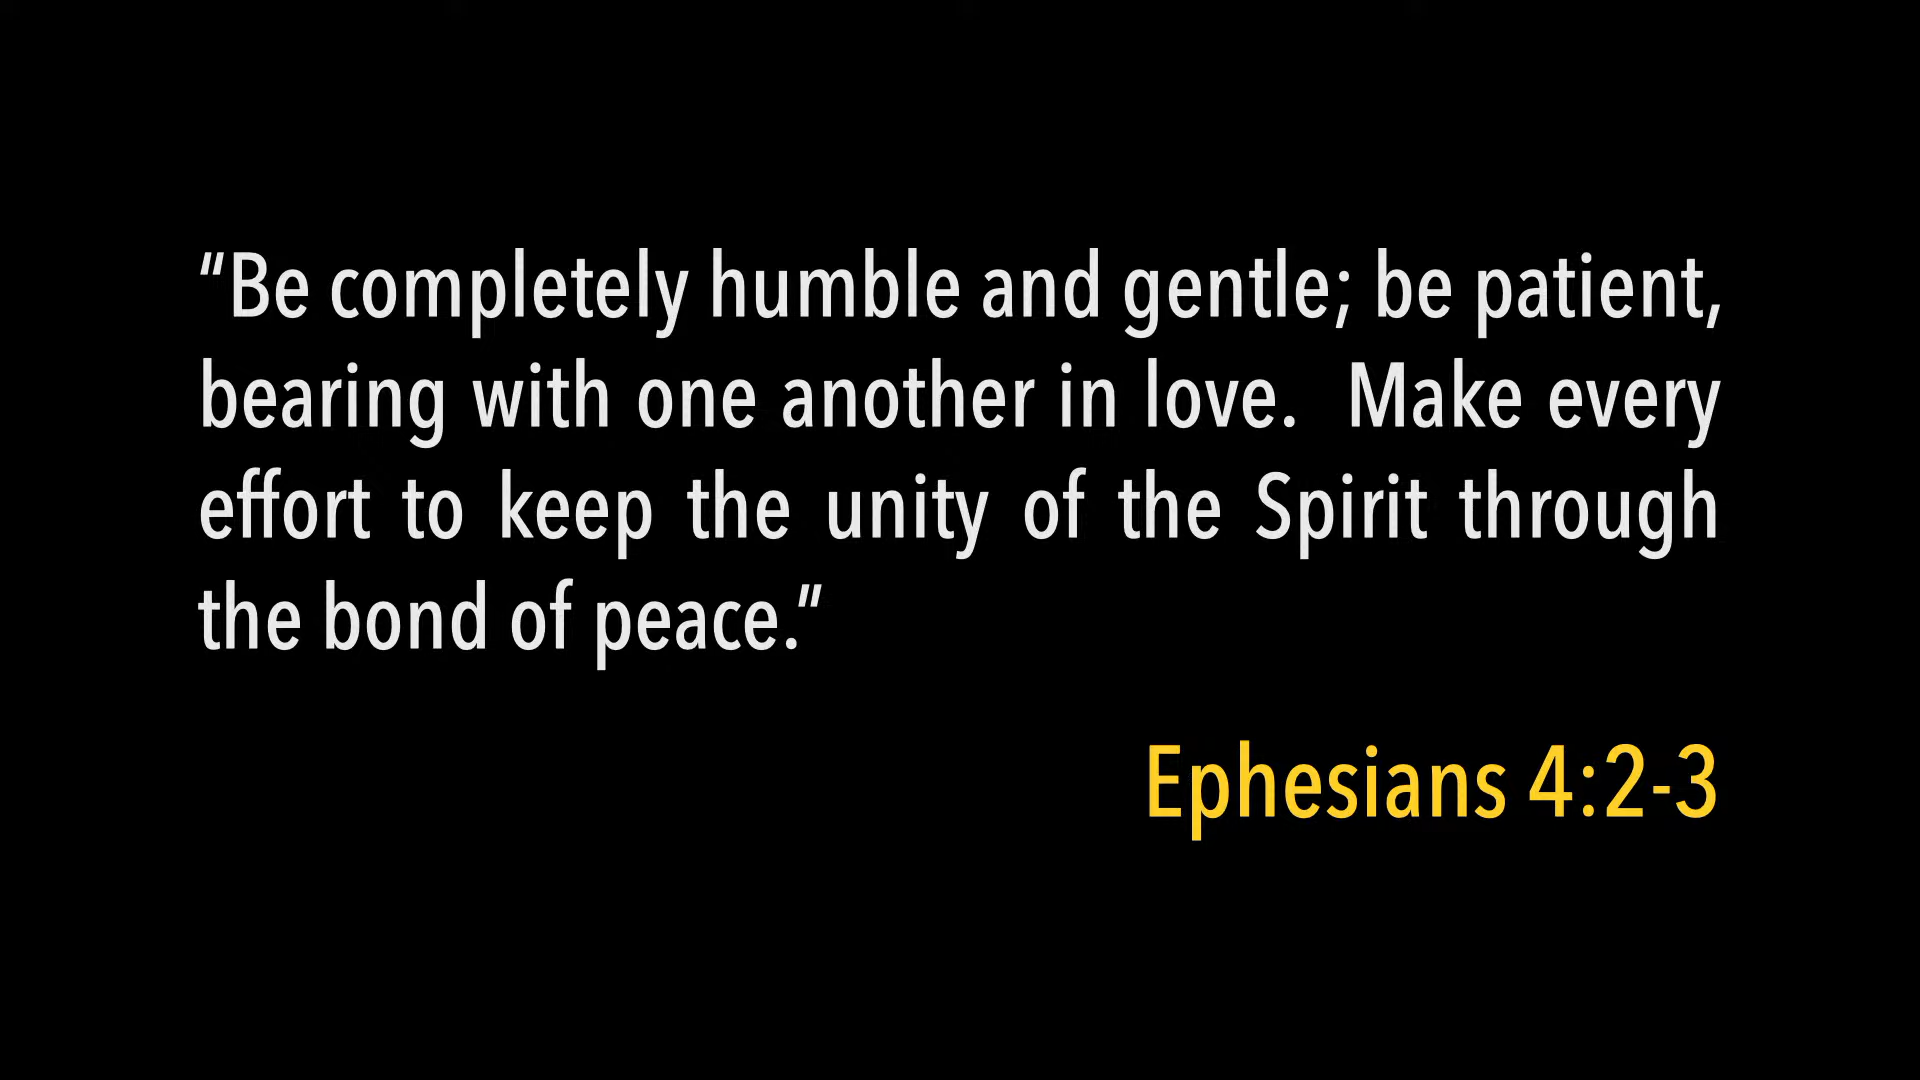 “Be completely humble and gentle; be patient,
bearing with one another in love.  Make every
effort to keep the unity of the Spirit through
the bond of peace.”
Ephesians 4:2-3